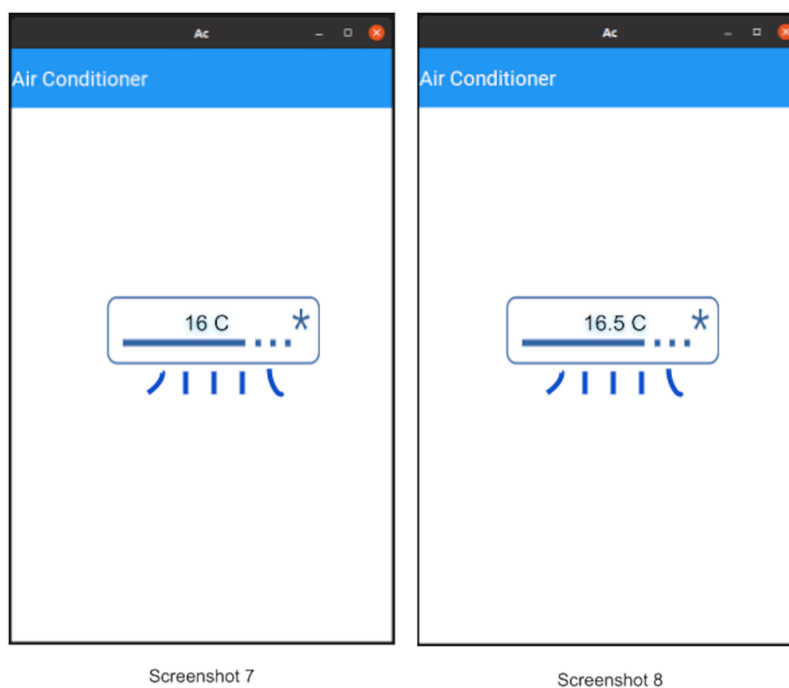 Ac
Air Conditioner
16 C
Screenshot 7
Ac
Air Conditioner
16.5 C
Screenshot 8